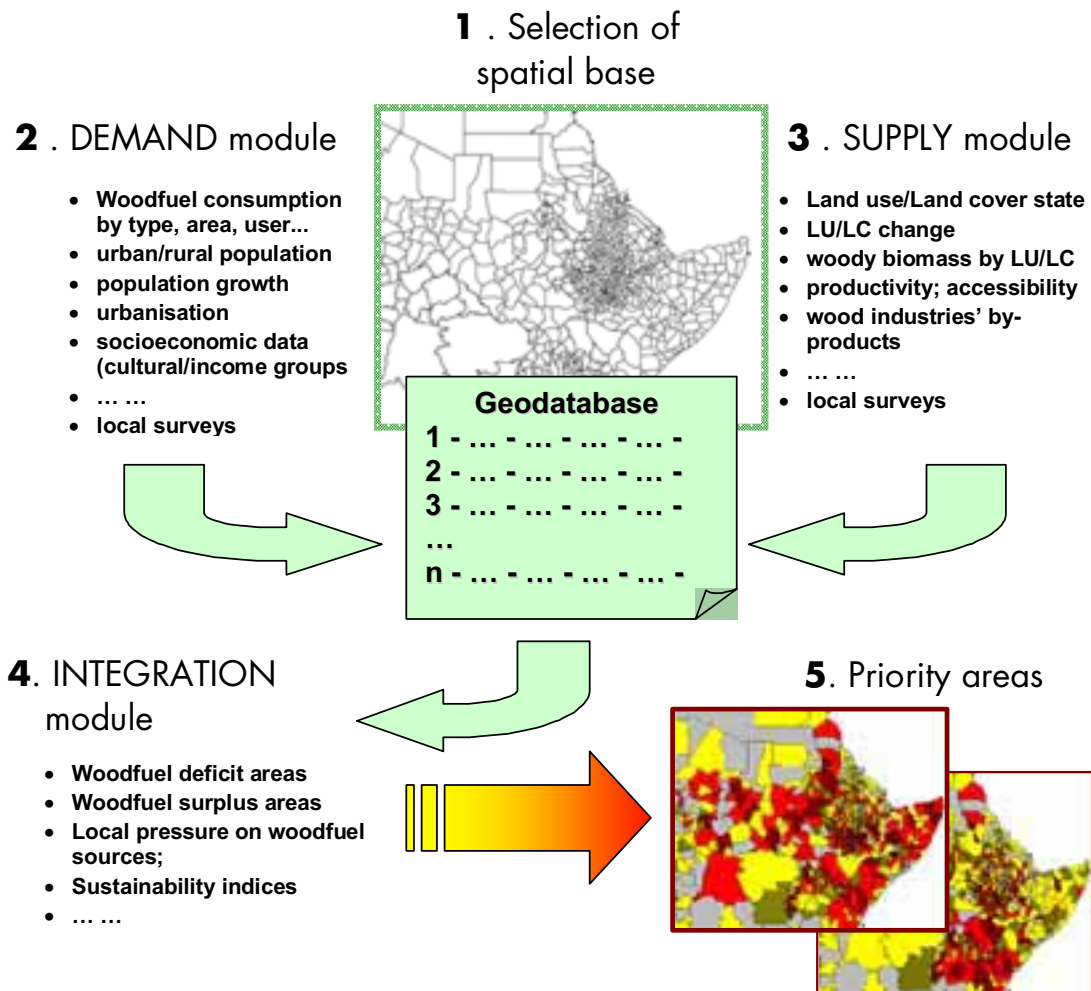 1 . Selection of
spatial base
2 . DEMAND module
• Woodfuel consumption
by type, area, user...
• urban/rural population
• population growth
• urbanisation
• socioeconomic data
(cultural/income groups
• ... ...
• local surveys
3 . SUPPLY module
• Land use/Land cover state
• LU/LC change
• woody biomass by LU/LC
• productivity; accessibility
• wood industries’ by-
products
• ... ...
• local surveys
Geodatabase
1 - ... - ... - ... - ... -
2 - ... - ... - ... - ... -
3 - ... - ... - ... - ... -
...
n - ... - ... - ... - ... -
4. INTEGRATION
module
• Woodfuel deficit areas
• Woodfuel surplus areas
• Local pressure on woodfuel
sources;
• Sustainability indices
• ... ...
5. Priority areas